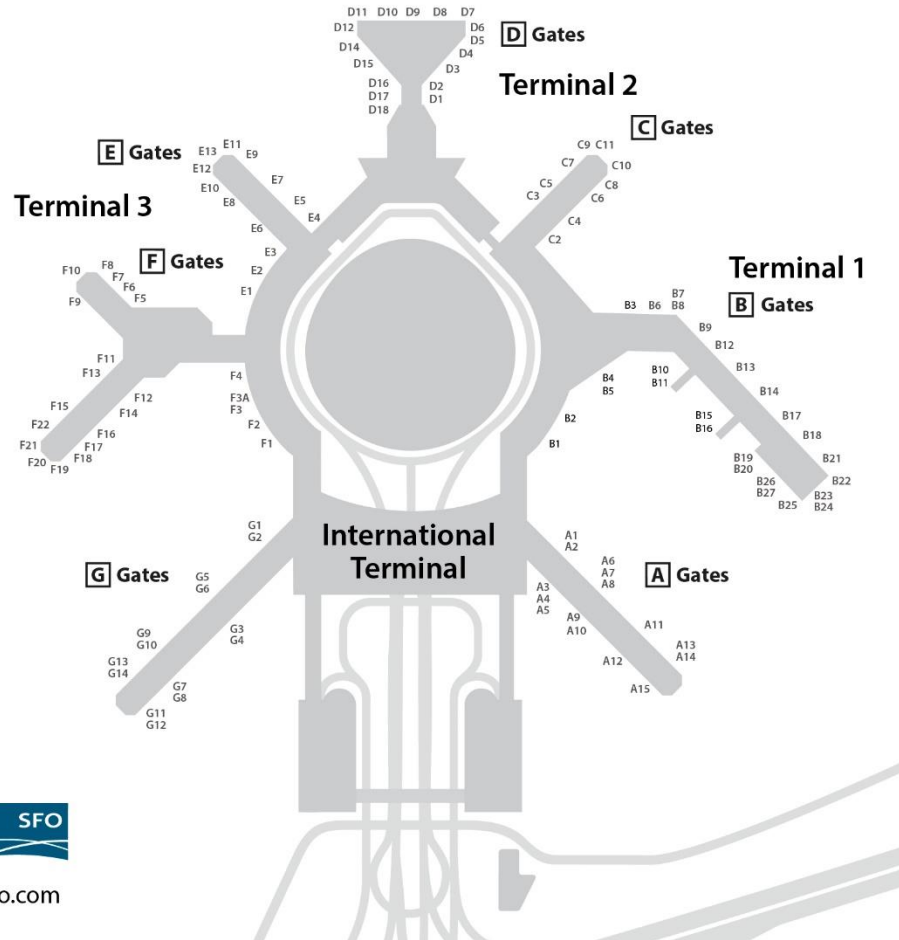 D11 D10 D9 D8 D7
D12
D6
D5
D14
D4
D15
D3
D16
D17
D18
D2
D1
D Gates
Terminal 2
C Gates
C9 C11
C7
C10
C5
C8
C3
C6
C4
C2
E Gates
E13 E11
E9
E12
E10
E7
E8
E5
E6
E4
E3
E2
E1
Terminal 3
F Gates
F10
F8
F7
F6
F5
F9
F11
F13
F12
F15
F14
F22
F16
F21
F17
F20 F19 F18
F4
F3A
F3
F2
F1
Terminal 1
B Gates
B3 B6
B7
B8
B9
B12
B10
B11
B13
B4
B5
B14
B2
B15
B16
B17
B1
B18
B19
B20
B21
B26
B27
B22
B25
B23
B24
International
Terminal
G1
G2
G Gates
G5
G6
G3
G4
G9
G10
G13
G14
G7
G8
G11
G12
A1
A2
A Gates
A6
A7
A8
A3
A4
A5
A9
A10
A11
A13
A14
A12
A15
SFO
o.com